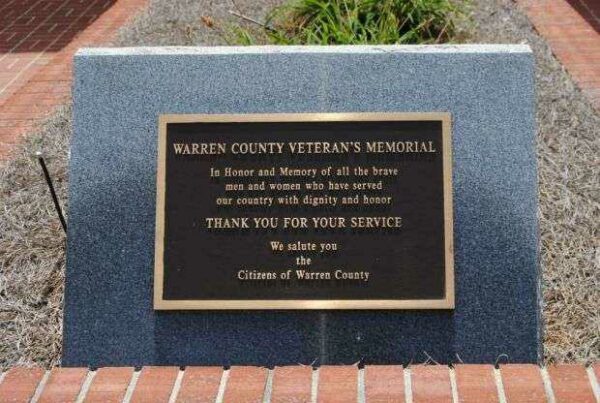 WARREN COUNTY VETERAN'S MEMORIAL
In Honor and Memory of all the brave
men and women who have served
our country with dignity and honor
THANK YOU FOR YOUR SERVICE
We salute you
the
Citizens of Warren County